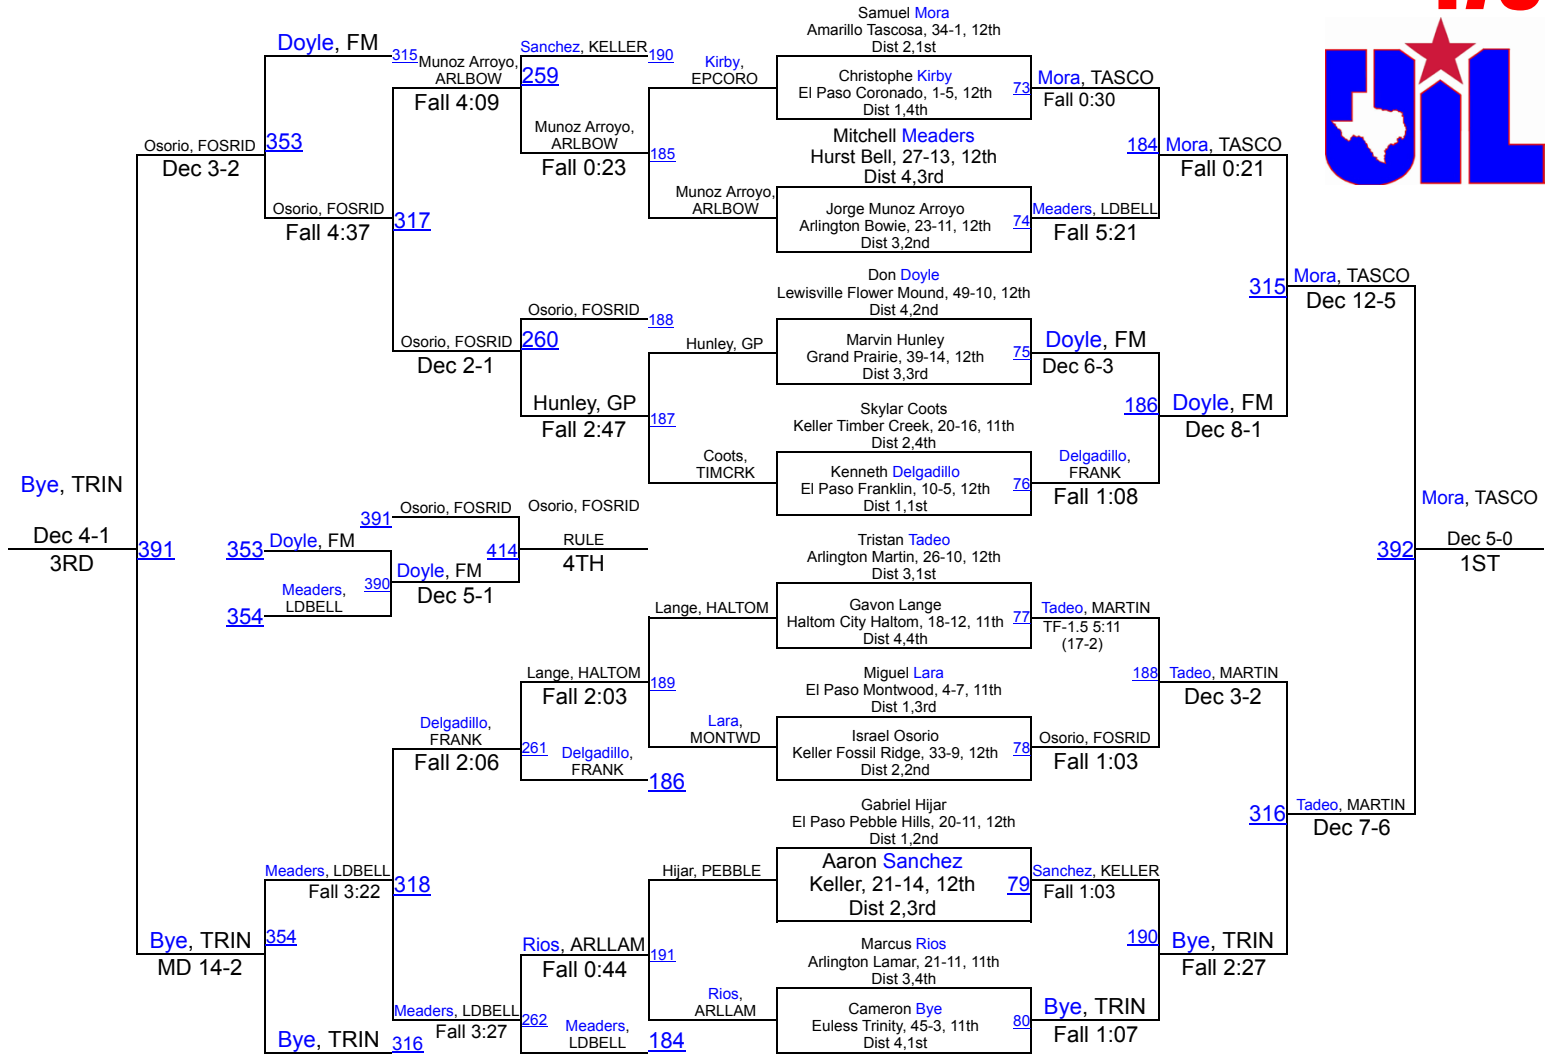 Samuel Mora
Amarillo Tascosa, 34-1, 12th
Dist 2,1st
Christophe Kirby
El Paso Coronado, 1-5, 12th
Dist 1,4th
73
Mitchell Meaders
Hurst Bell, 27-13, 12th
Dist 4,3rd
Jorge Munoz Arroyo
Arlington Bowie, 23-11, 12th
Dist 3,2nd
74
Don Doyle
Lewisville Flower Mound, 49-10, 12th
Dist 4,2nd
Marvin Hunley
Grand Prairie, 39-14, 12th
Dist 3,3rd
75
Skylar Coots
Keller Timber Creek, 20-16, 11th
Dist 2,4th
Kenneth Delgadillo
El Paso Franklin, 10-5, 12th
Dist 1,1st
76
Tristan Tadeo
Arlington Martin, 26-10, 12th
Dist 3,1st
Gavon Lange
Haltom City Haltom, 18-12, 11th
Dist 4,4th
77
Miguel Lara
El Paso Montwood, 4-7, 11th
Dist 1,3rd
Israel Osorio
Keller Fossil Ridge, 33-9, 12th
Dist 2,2nd
78
Gabriel Hijar
El Paso Pebble Hills, 20-11, 12th
Dist 1,2nd
Aaron Sanchez
Keller, 21-14, 12th
Dist 2,3rd
79
Marcus Rios
Arlington Lamar, 21-11, 11th
Dist 3,4th
Cameron Bye
Euless Trinity, 45-3, 11th
Dist 4,1st
80
Mora, TASCO
Fall 0:30
184
Meaders, LDBELL
Fall 5:21
Doyle, FM
Dec 6-3
186
Delgadillo,
FRANK
Fall 1:08
Tadeo, MARTIN
TF-1.5 5:11
(17-2)
188
Osorio, FOSRID
Fall 1:03
Sanchez, KELLER
Fall 1:03
190
Bye, TRIN
Fall 1:07
Mora, TASCO
Fall 0:21
315
Doyle, FM
Dec 8-1
Tadeo, MARTIN
Dec 3-2
316
Bye, TRIN
Fall 2:27
Mora, TASCO
Dec 12-5
392
Tadeo, MARTIN
Dec 7-6
Mora, TASCO
Dec 5-0
1ST
UIL
Kirby,
EPCORO
185
Munoz Arroyo,
ARLBOW
Hunley, GP
187
Coots,
TIMCRK
Lange, HALTOM
189
Lara,
MONTWD
Hijar, PEBBLE
191
Rios,
ARLLAM
Sanchez, KELLER
190
259
Munoz Arroyo,
ARLBOW
Fall 0:23
Osorio, FOSRID
188
260
Hunley, GP
Fall 2:47
Lange, HALTOM
Fall 2:03
261
Delgadillo,
FRANK
186
Rios, ARLLAM
Fall 0:44
262
Meaders,
LDBELL
184
Munoz Arroyo,
ARLBOW
Fall 4:09
317
Osorio, FOSRID
Dec 2-1
Delgadillo,
FRANK
Fall 2:06
318
Meaders, LDBELL
Fall 3:27
Doyle, FM
315
353
Osorio, FOSRID
Fall 4:37
Meaders, LDBELL
Fall 3:22
354
Bye, TRIN
316
Osorio, FOSRID
Dec 3-2
391
Bye, TRIN
MD 14-2
Bye, TRIN
Dec 4-1
3RD
391
Osorio, FOSRID
353
Doyle, FM
390
Meaders,
LDBELL
354
Doyle, FM
Dec 5-1
414
Osorio, FOSRID
RULE
4TH